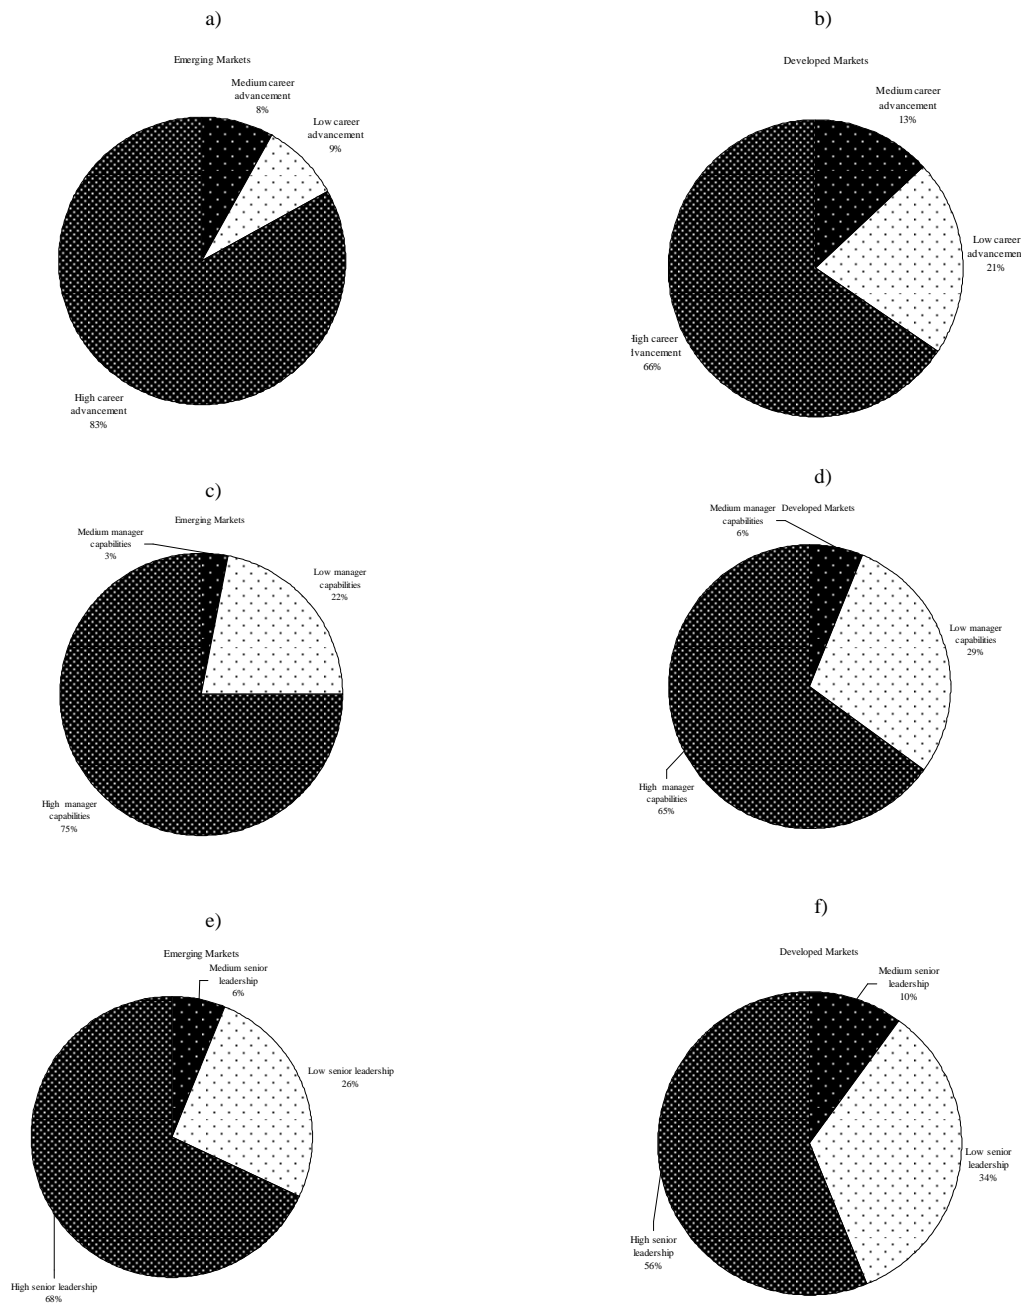 a)
Emerging Markets
Medium career
advancement
8%
Low career
advancement
9%
High career
advancement
83%
b)
Developed Markets
Medium career
advancement
13%
Low career
advancemen
21%
High career
lvancement
66%
c)
Emerging Markets
Medium manager
capabilities
3%
Low manager
capabilities
22%
High manager
capabilities
75%
d)
Medium manager
capabilities
6%
Developed Markets
Low manager
capabilities
29%
High manager
capabilities
65%
e)
Emerging Markets
Medium senior
leadership
6%
Low senior leadership
26%
High senior leadership
68%
f)
Developed Markets
Medium senior
leadership
10%
Low senior
leadership
34%
High senior
leadership
56%